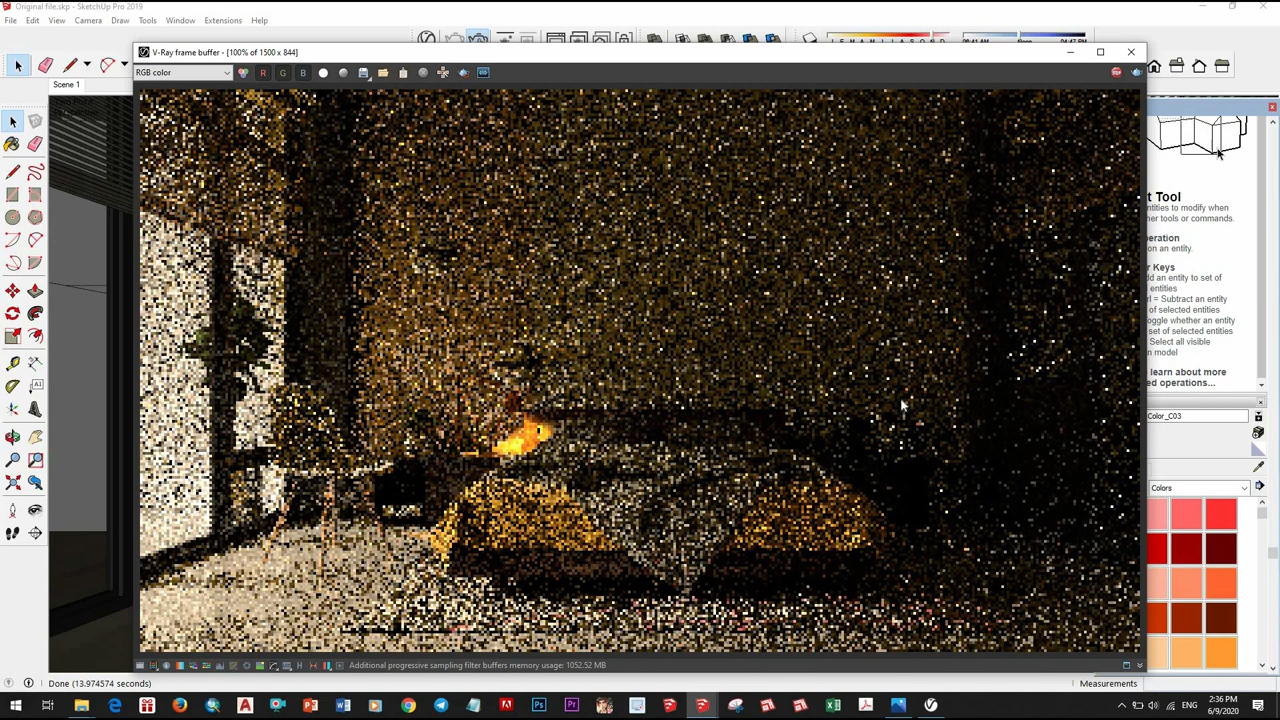 Original file.skp - SketchUp Pro 2019
File Edit View Camera Draw Tools Window Extensions Help
V-Ray frame buffer - [100% of 1500 x 844]
RGB color
R G B
Scene 1
t Tool
entities to modify when
her tools or commands.
eration
on an entity.
r Keys
dd an entity to set of
entities
rl = Subtract an entity
of selected entities
oggle whether an entity
set of selected entities
Select all visible
n model
learn about more
ed operations...
Color_C03
Colors
Additional progressive sampling filter buffers memory usage: 1052.52 MB
Done (13.974574 seconds)
Measurements
2:36 PM
6/9/2020